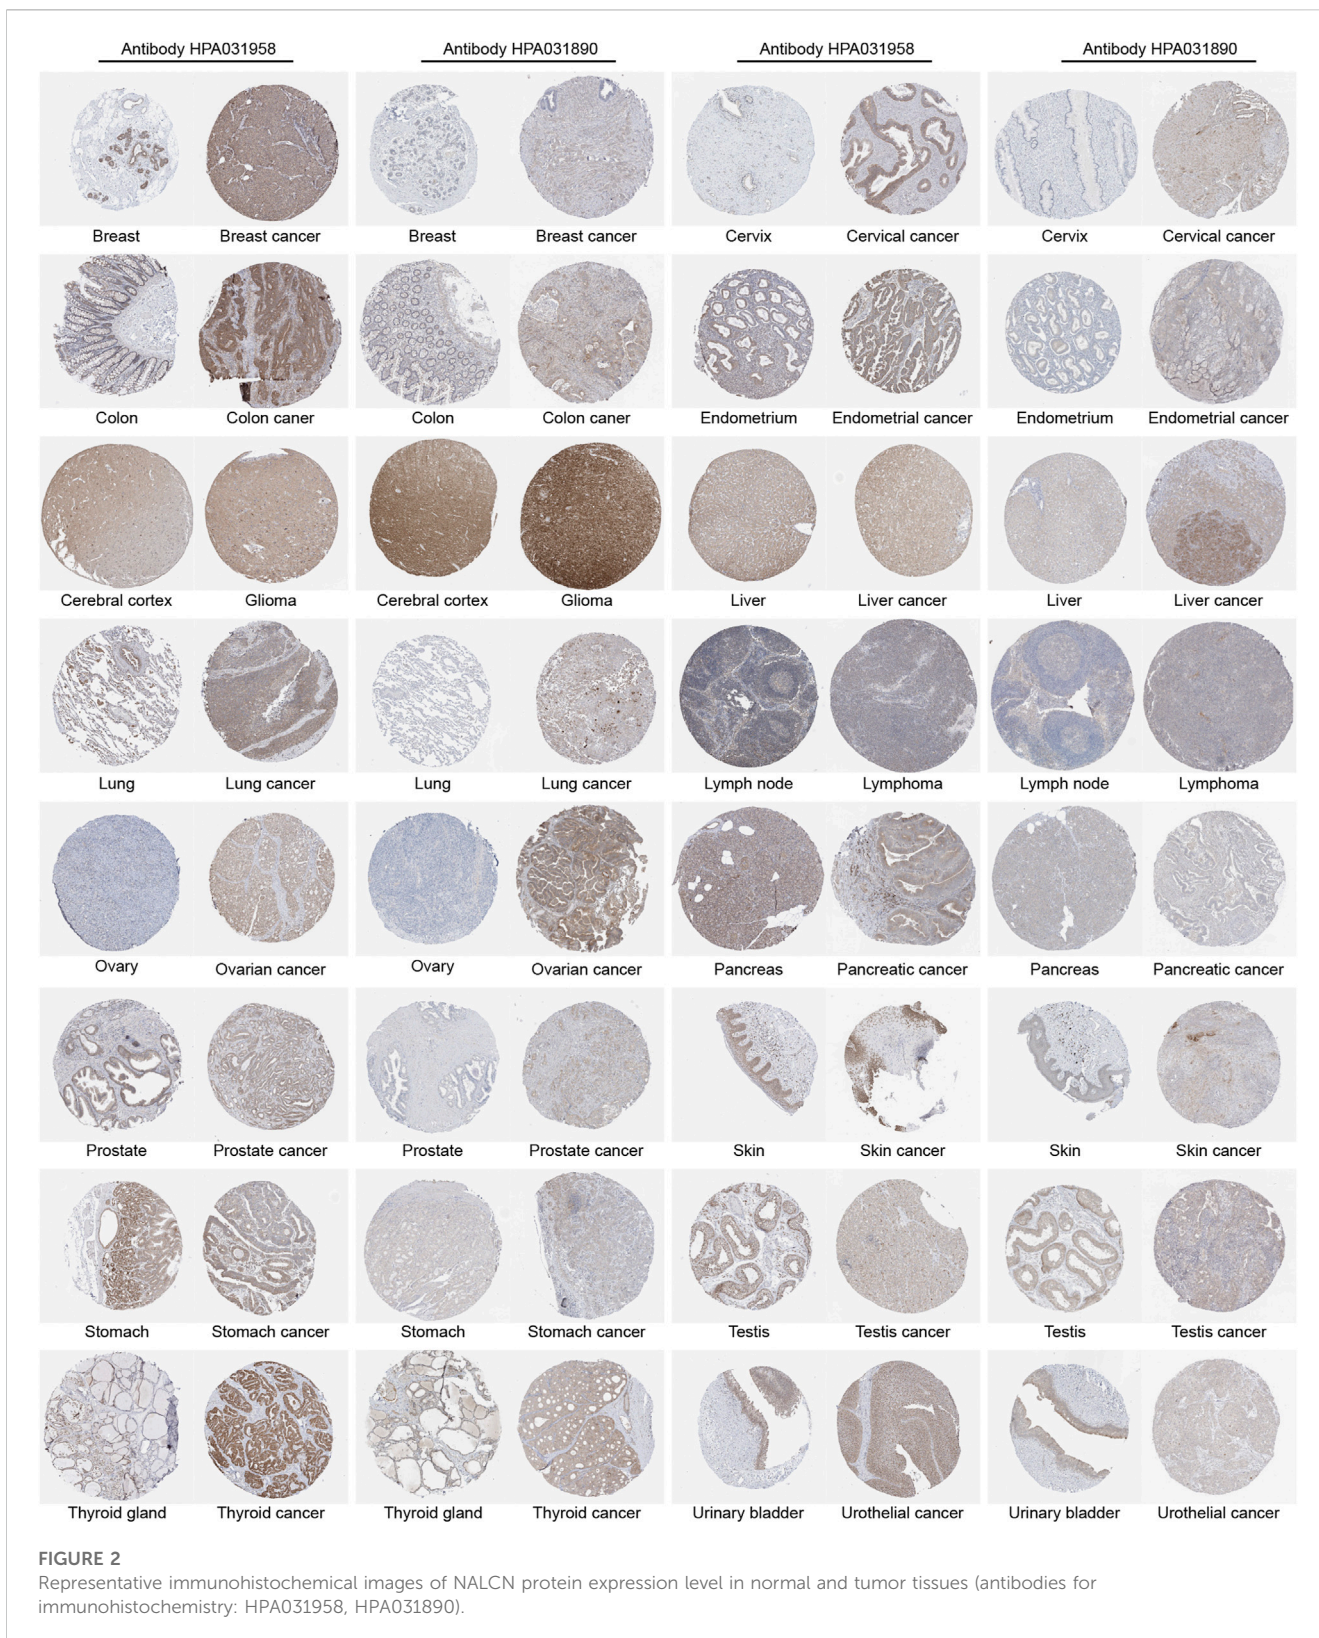 Antibody HPA031958 Antibody HPA031890 Antibody HPA031958 Antibody HPA031890
Breast Breast cancer Breast Breast cancer Cervix Cervical cancer Cervix Cervical cancer
Colon Colon caner Colon Colon caner Endometrium Endometrial cancer Endometrium Endometrial cancer
Cerebral cortex Glioma Cerebral cortex Glioma Liver Liver cancer Liver Liver cancer
Lung Lung cancer Lung Lung cancer Lymph node Lymphoma Lymph node Lymphoma
Ovary Ovarian cancer Ovary Ovarian cancer Pancreas Pancreatic cancer Pancreas Pancreatic cancer
Prostate Prostate cancer Prostate Prostate cancer Skin Skin cancer Skin Skin cancer
Stomach Stomach cancer Stomach Stomach cancer Testis Testis cancer Testis Testis cancer
Thyroid gland Thyroid cancer Thyroid gland Thyroid cancer Urinary bladder Urothelial cancer Urinary bladder Urothelial cancer
FIGURE 2
Representative immunohistochemical images of NALCN protein expression level in normal and tumor tissues (antibodies for
immunohistochemistry: HPA031958, HPA031890).